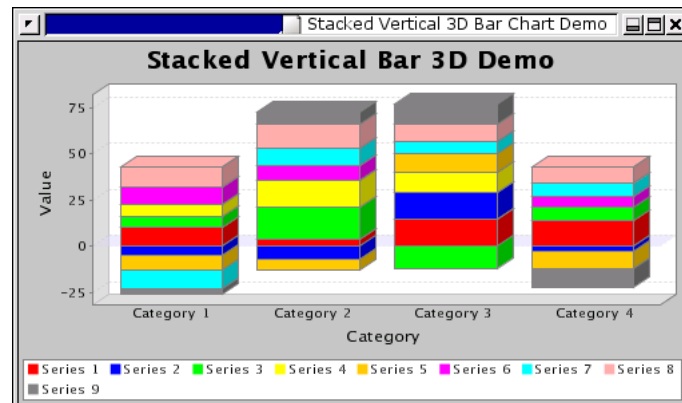 Stacked Vertical 3D Bar Chart Demo
Stacked Vertical Bar 3D Demo
75
50
25
0
-25
Value
Category 1 Category 2 Category 3 Category 4
Category
Series 1 Series 2 Series 3 Series 4 Series 5 Series 6 Series 7 Series 8
Series 9